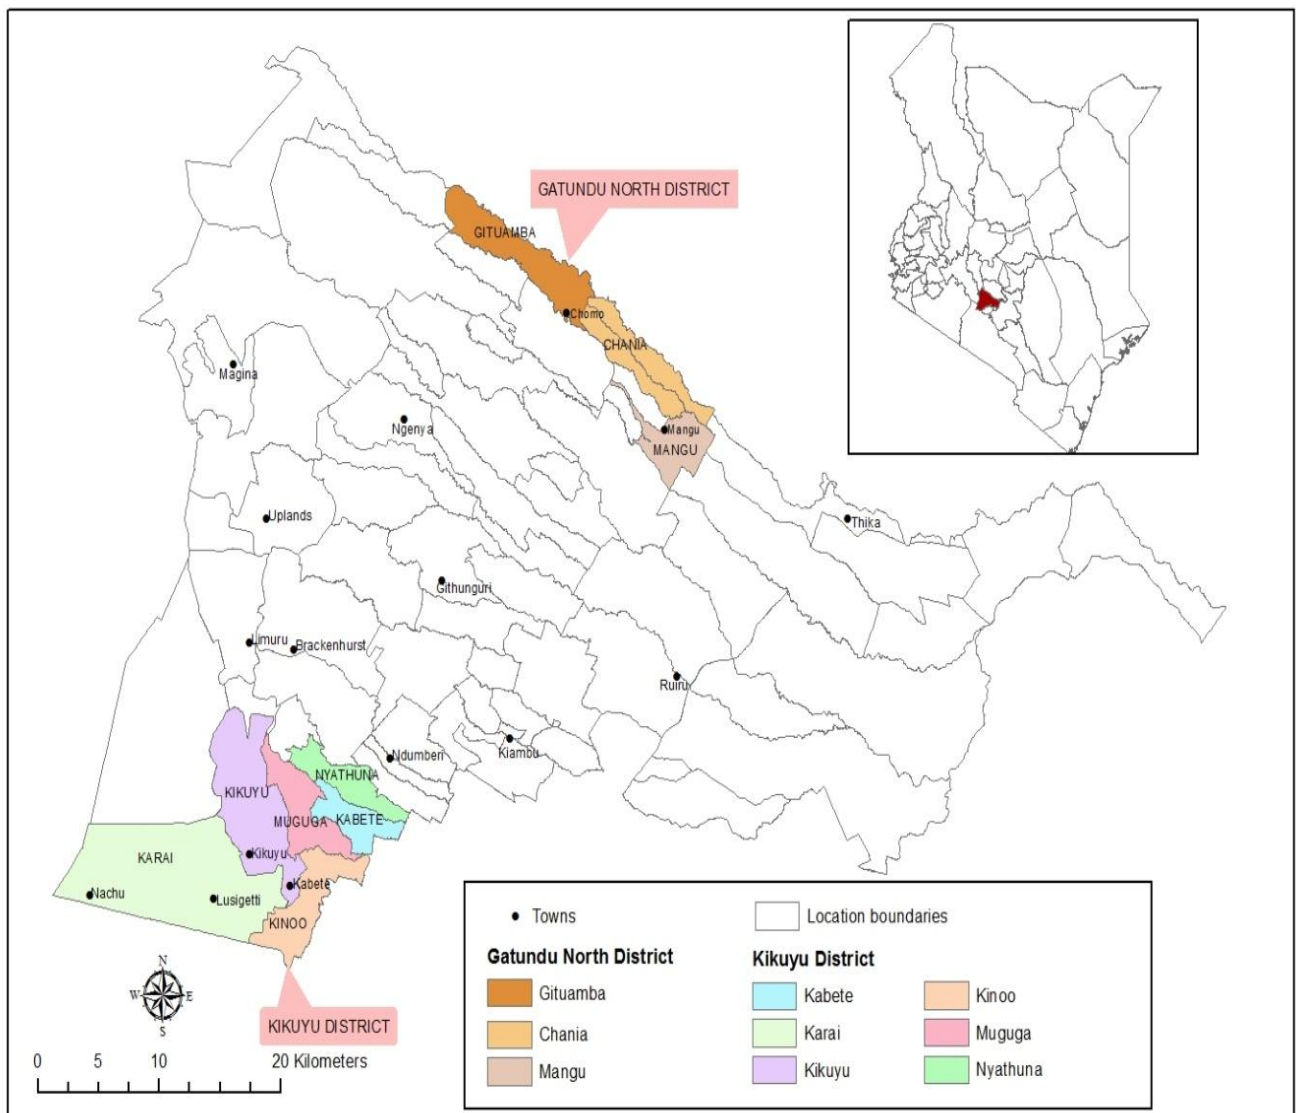 GATUNDU NORTH DISTRICT
GITUAMBA
Chomo
CHANIA
Magina
Ngenya
Mangu
MANGU
Uplands
Thika
Githunguri
Limuru
Brackenhurst
Ruiru
Ndumberi
Kiambu
NYATHUNA
KIKUYU
MUGUGA
KABETE
Kikuyu
KARAI
Kabete
Nachu
Lusigetti
KINOO
N
W
E
S
KIKUYU DISTRICT
0 5 10 20 Kilometers
Towns
Location boundaries
Gatundu North District
Kikuyu District
Gituamba
Kabete
Kinoo
Chania
Karai
Muguga
Mangu
Kikuyu
Nyathuna